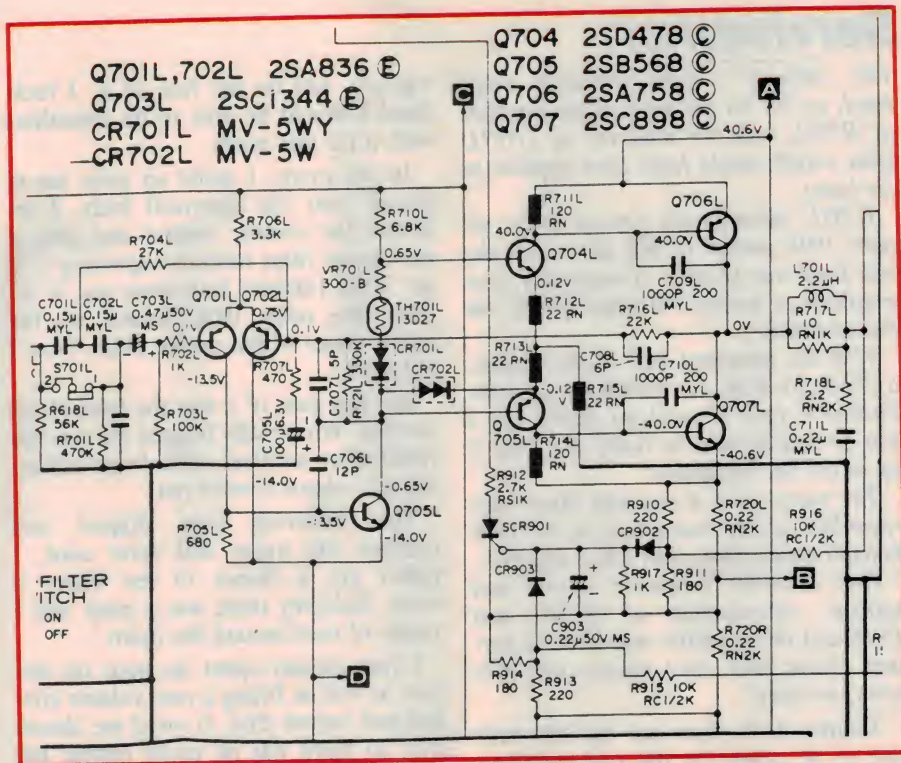 Q701L,702L 2SA836 Ⓔ
Q703L 2SC1344 Ⓔ
CR701L MV-5WY
CR702L MV-5W
Q704 2SD478 Ⓒ
Q705 2SB568 Ⓒ
Q706 2SA758 Ⓒ
Q707 2SC898 Ⓒ
C
A
40.6V
R704L
27K
R706L
3.3K
R710L
6.8K
0.65V
R711L
120
RN
40.0V
Q706L
40.0V
Q704L
C701L
0.15µ
MYL
C702L
0.15µ
MYL
C703L
0.47µ50V
MS
Q701L
Q702L
0.75V
VR701L
300-B
TH701L
13D27
0.12V
R712L
22 RN
C709L
1000P 200
MYL
R716L
22K
L701L
2.2µH
R717L
10
RN1K
0V
0.1V
0.1V
R702L
1K
S701L
-13.5V
R707L
470
C707L 5P
R721L 330K
CR701L
CR702L
R713L
22 RN
-0.12
V
R715L
22 RN
C708L
6P
C710L 200
1000P MYL
R718L
2.2
RN2K
R618L
56K
R701L
470K
R703L
100K
C705L
100µ6.3V
-14.0V
C706L
12P
Q
705L
R714L
120
RN
-40.0V
Q707L
-40.6V
C711L
0.22µ
MYL
R705L
680
-13.5V
-0.65V
Q705L
-14.0V
R912
2.7K
RS1K
SCR901
CR903
R910
220
CR902
R917
1K
R911
180
R720L
0.22
RN2K
R916
10K
RC1/2K
B
FILTER
ITCH
ON
OFF
C903
0.22µ50V MS
R720R
0.22
RN2K
D
R914
180
R913
220
R915 10K
RC1/2K